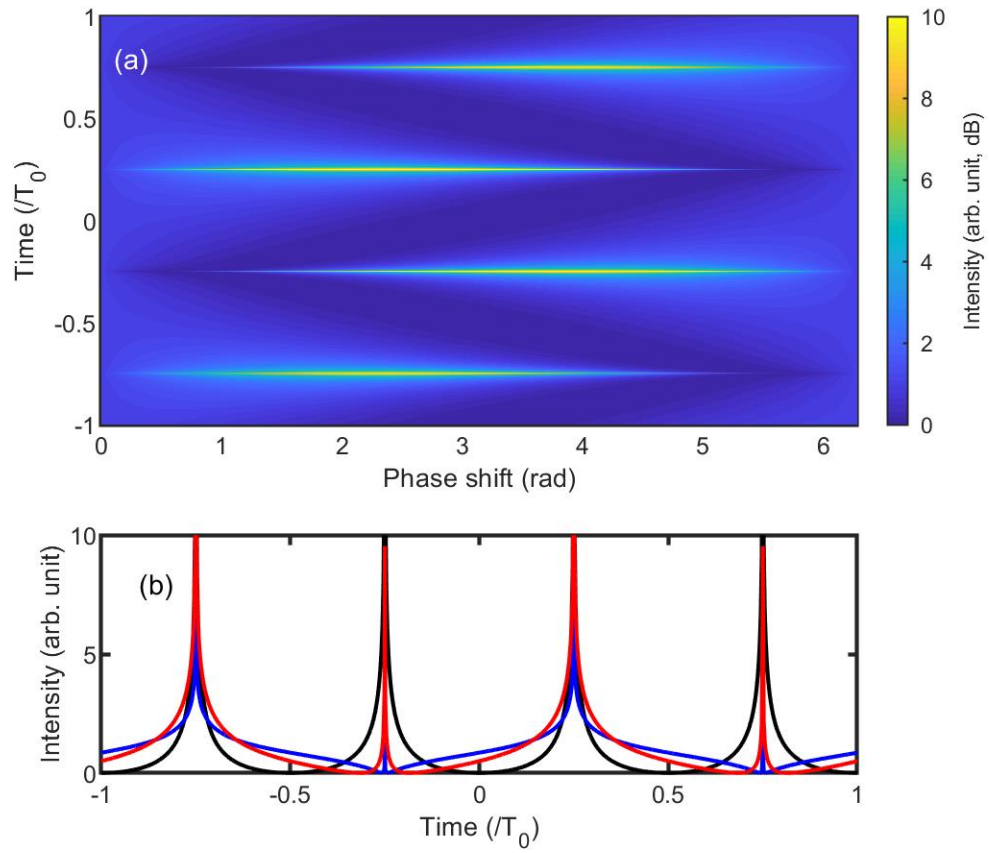 (a)
1
0.5
0
-0.5
-1
Time (/T0)
0 1 2 3 4 5 6
Phase shift (rad)
10
8
6
4
2
0
Intensity (arb. unit, dB)
(b)
10
5
0
Intensity (arb. unit)
-1 -0.5 0 0.5 1
Time (/T0)